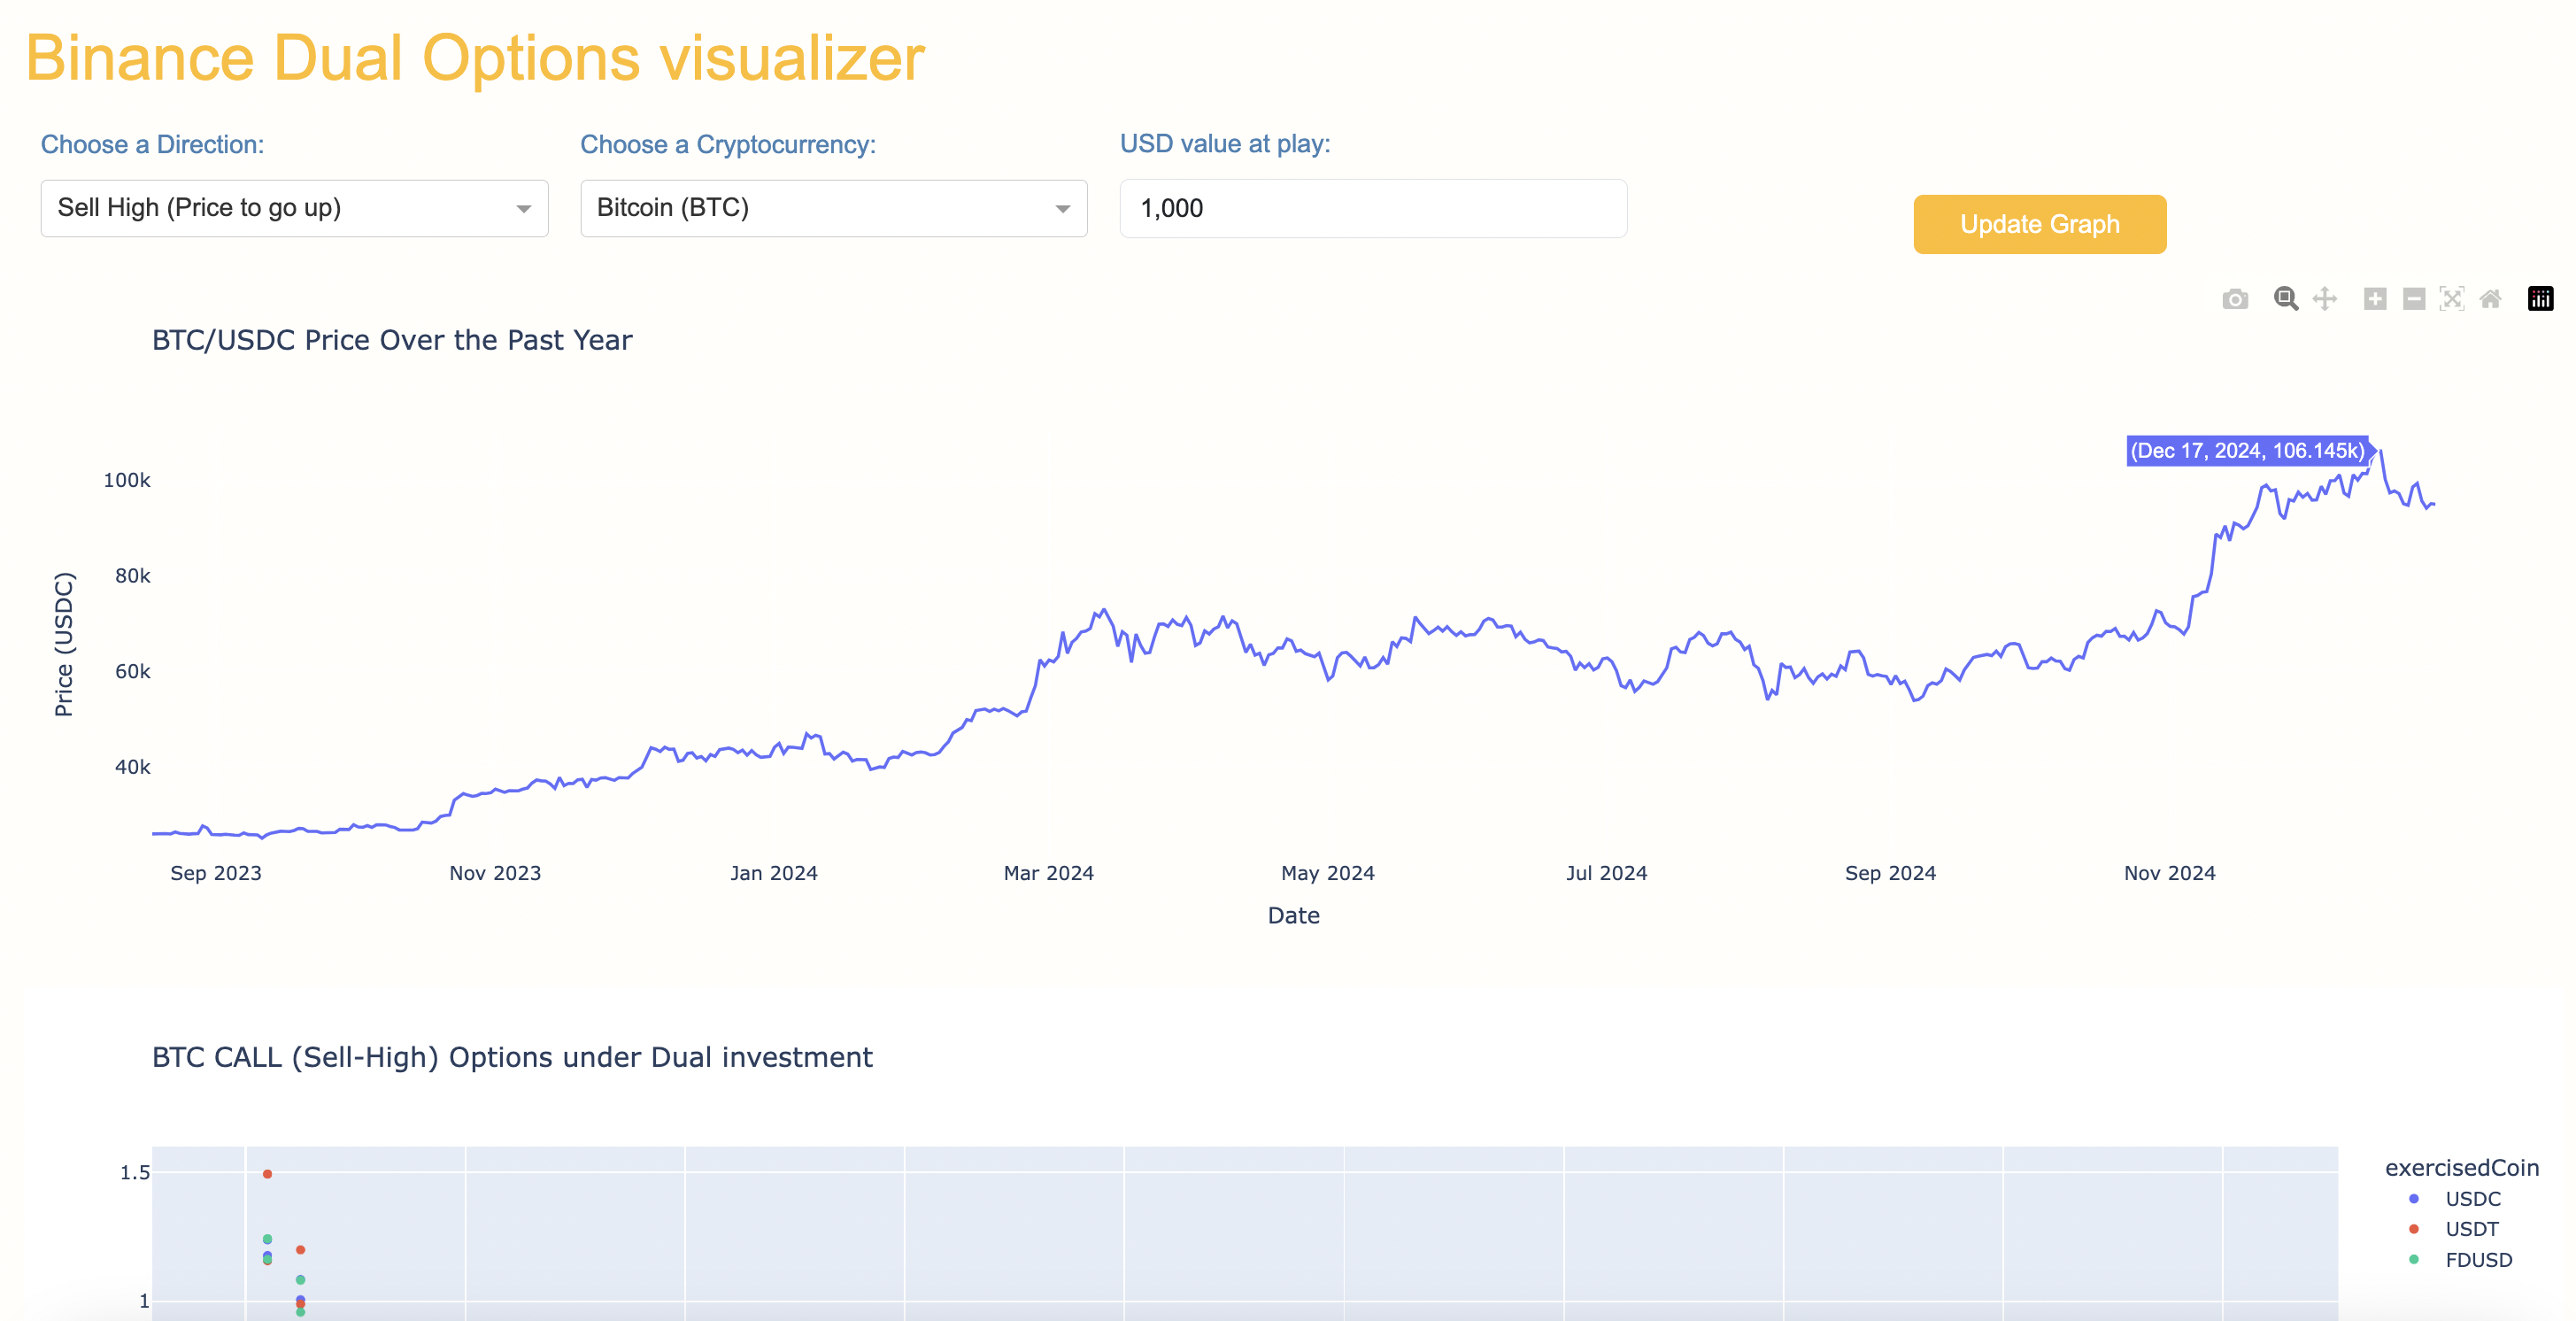 Binance Dual Options visualizer
Choose a Direction:
Choose a Cryptocurrency:
USD value at play:
Sell High (Price to go up)
Bitcoin (BTC)
1,000
Update Graph
BTC/USDC Price Over the Past Year
(Dec 17, 2024, 106.145k)
100k
80k
60k
40k
Price (USDC)
Sep 2023 Nov 2023 Jan 2024 Mar 2024 May 2024 Jul 2024 Sep 2024 Nov 2024
Date
BTC CALL (Sell-High) Options under Dual investment
1.5
1
exercisedCoin
USDC
USDT
FDUSD